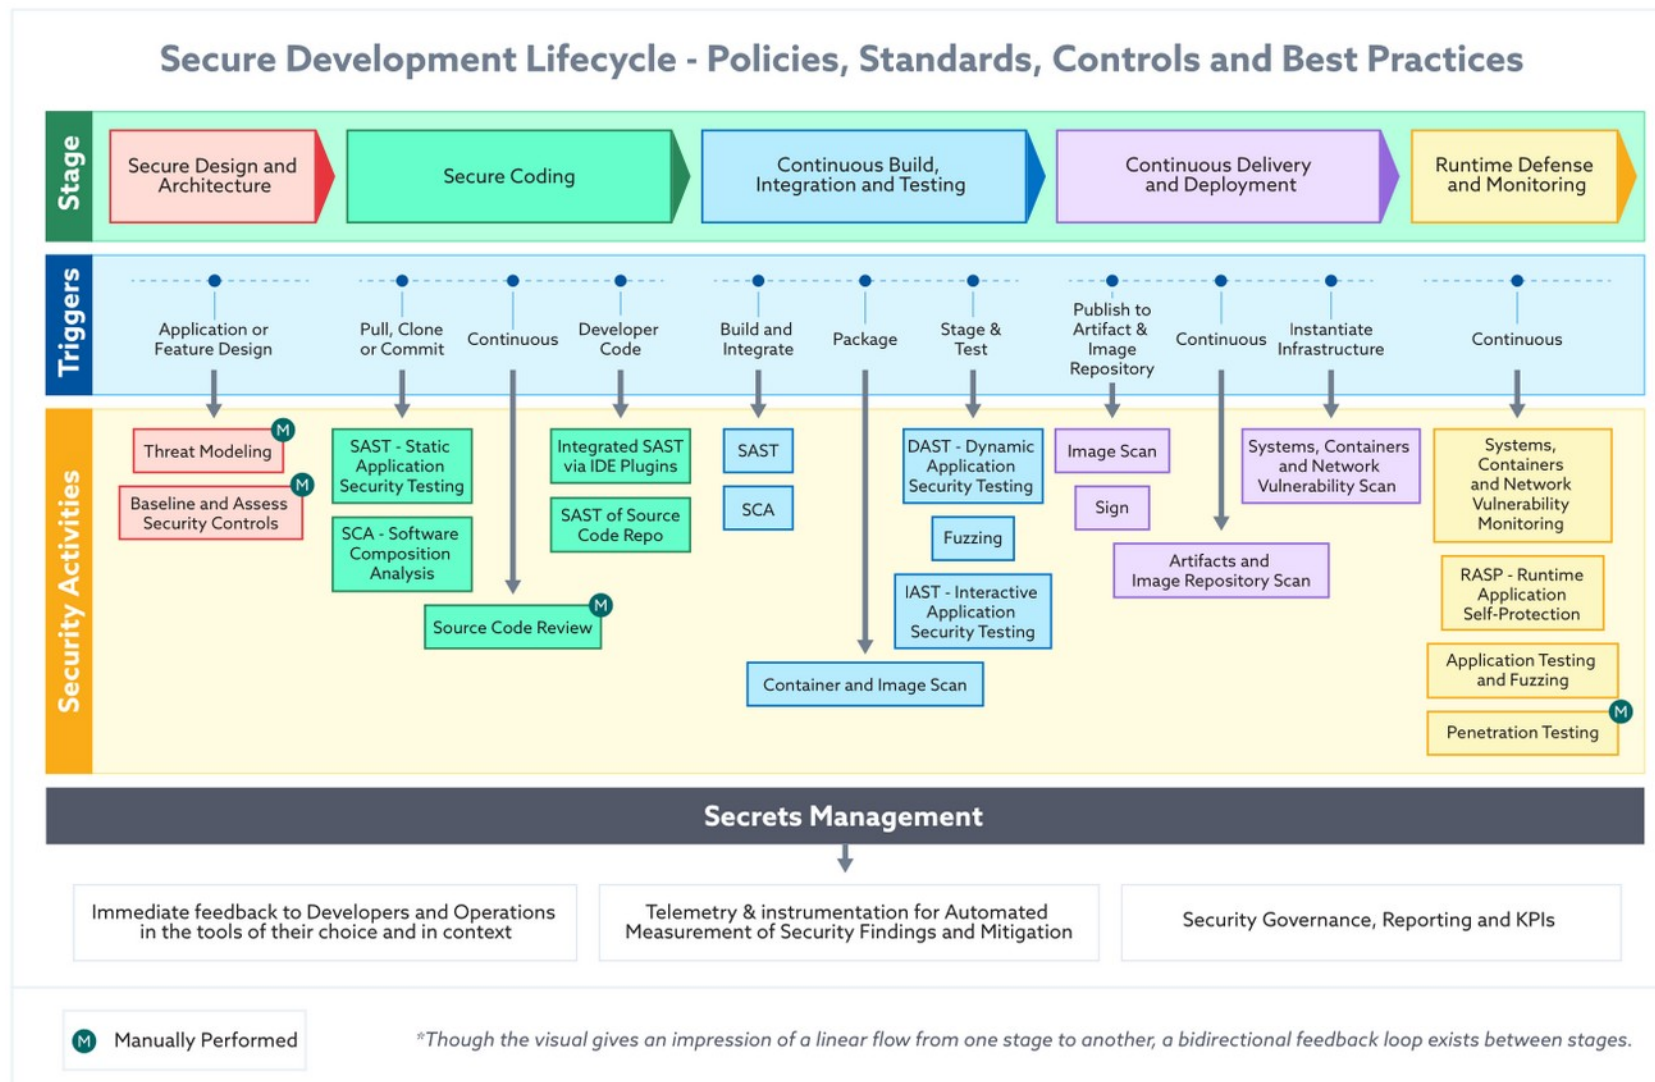 Secure Development Lifecycle - Policies, Standards, Controls and Best Practices
Stage
Secure Design and
Architecture
Secure Coding
Continuous Build,
Integration and Testing
Continuous Delivery
and Deployment
Runtime Defense
and Monitoring
Triggers
Application or
Feature Design
Pull, Clone
or Commit
Continuous
Developer
Code
Build and
Integrate
Package
Stage &
Test
Publish to
Artifact &
Image
Repository
Continuous
Instantiate
Infrastructure
Continuous
Security Activities
Threat Modeling
M
Baseline and Assess
Security Controls
M
SAST - Static
Application
Security Testing
SCA - Software
Composition
Analysis
Source Code Review
M
Integrated SAST
via IDE Plugins
SAST of Source
Code Repo
SAST
SCA
Container and Image Scan
DAST - Dynamic
Application
Security Testing
Fuzzing
IAST - Interactive
Application
Security Testing
Image Scan
Sign
Artifacts and
Image Repository Scan
Systems, Containers
and Network
Vulnerability Scan
Systems,
Containers
and Network
Vulnerability
Monitoring
RASP - Runtime
Application
Self-Protection
Application Testing
and Fuzzing
Penetration Testing
M
Secrets Management
Immediate feedback to Developers and Operations
in the tools of their choice and in context
Telemetry & instrumentation for Automated
Measurement of Security Findings and Mitigation
Security Governance, Reporting and KPIs
M Manually Performed
*Though the visual gives an impression of a linear flow from one stage to another, a bidirectional feedback loop exists between stages.